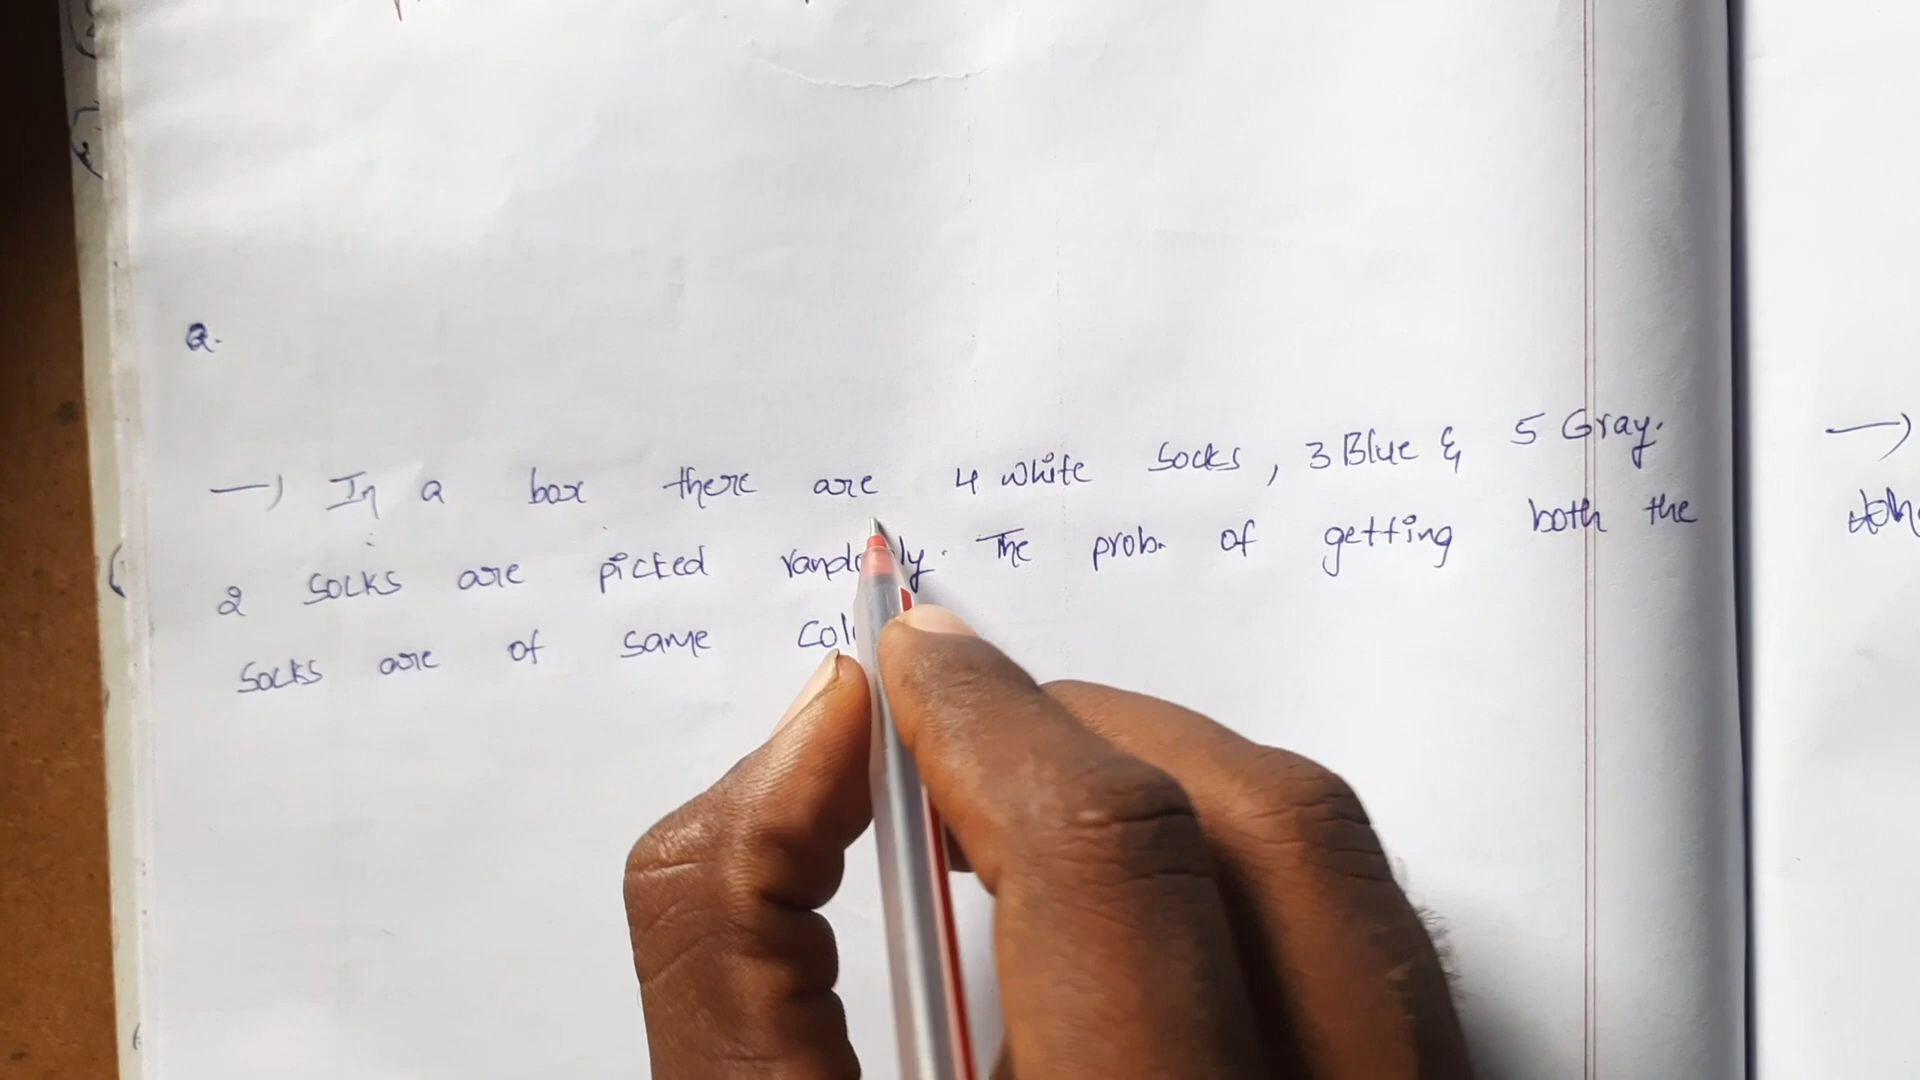 Q.
→ In a box there are 4 white socks, 3 Blue & 5 Gray.
2 socks are picked The prob. of getting both the
socks are of same